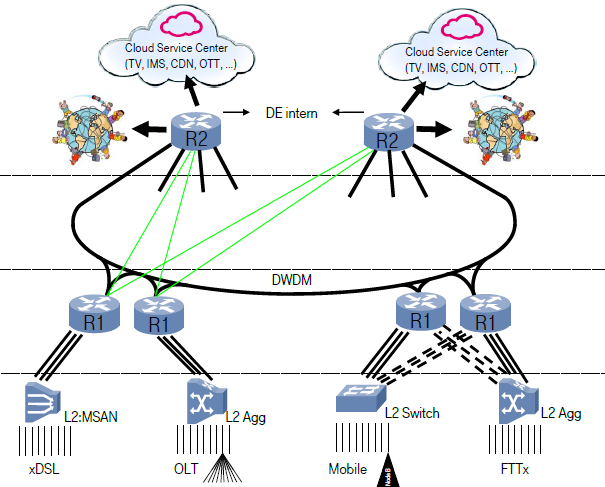 Cloud Service Center
(TV, IMS, CDN, OTT, ...)
Cloud Service Center
(TV, IMS, CDN, OTT, ...)
DE intern
R2
R2
DWDM
R1
R1
R1
R1
L2:MSAN
L2 Agg
L2 Switch
L2 Agg
xDSL
OLT
Mobile
Node B
FTTx